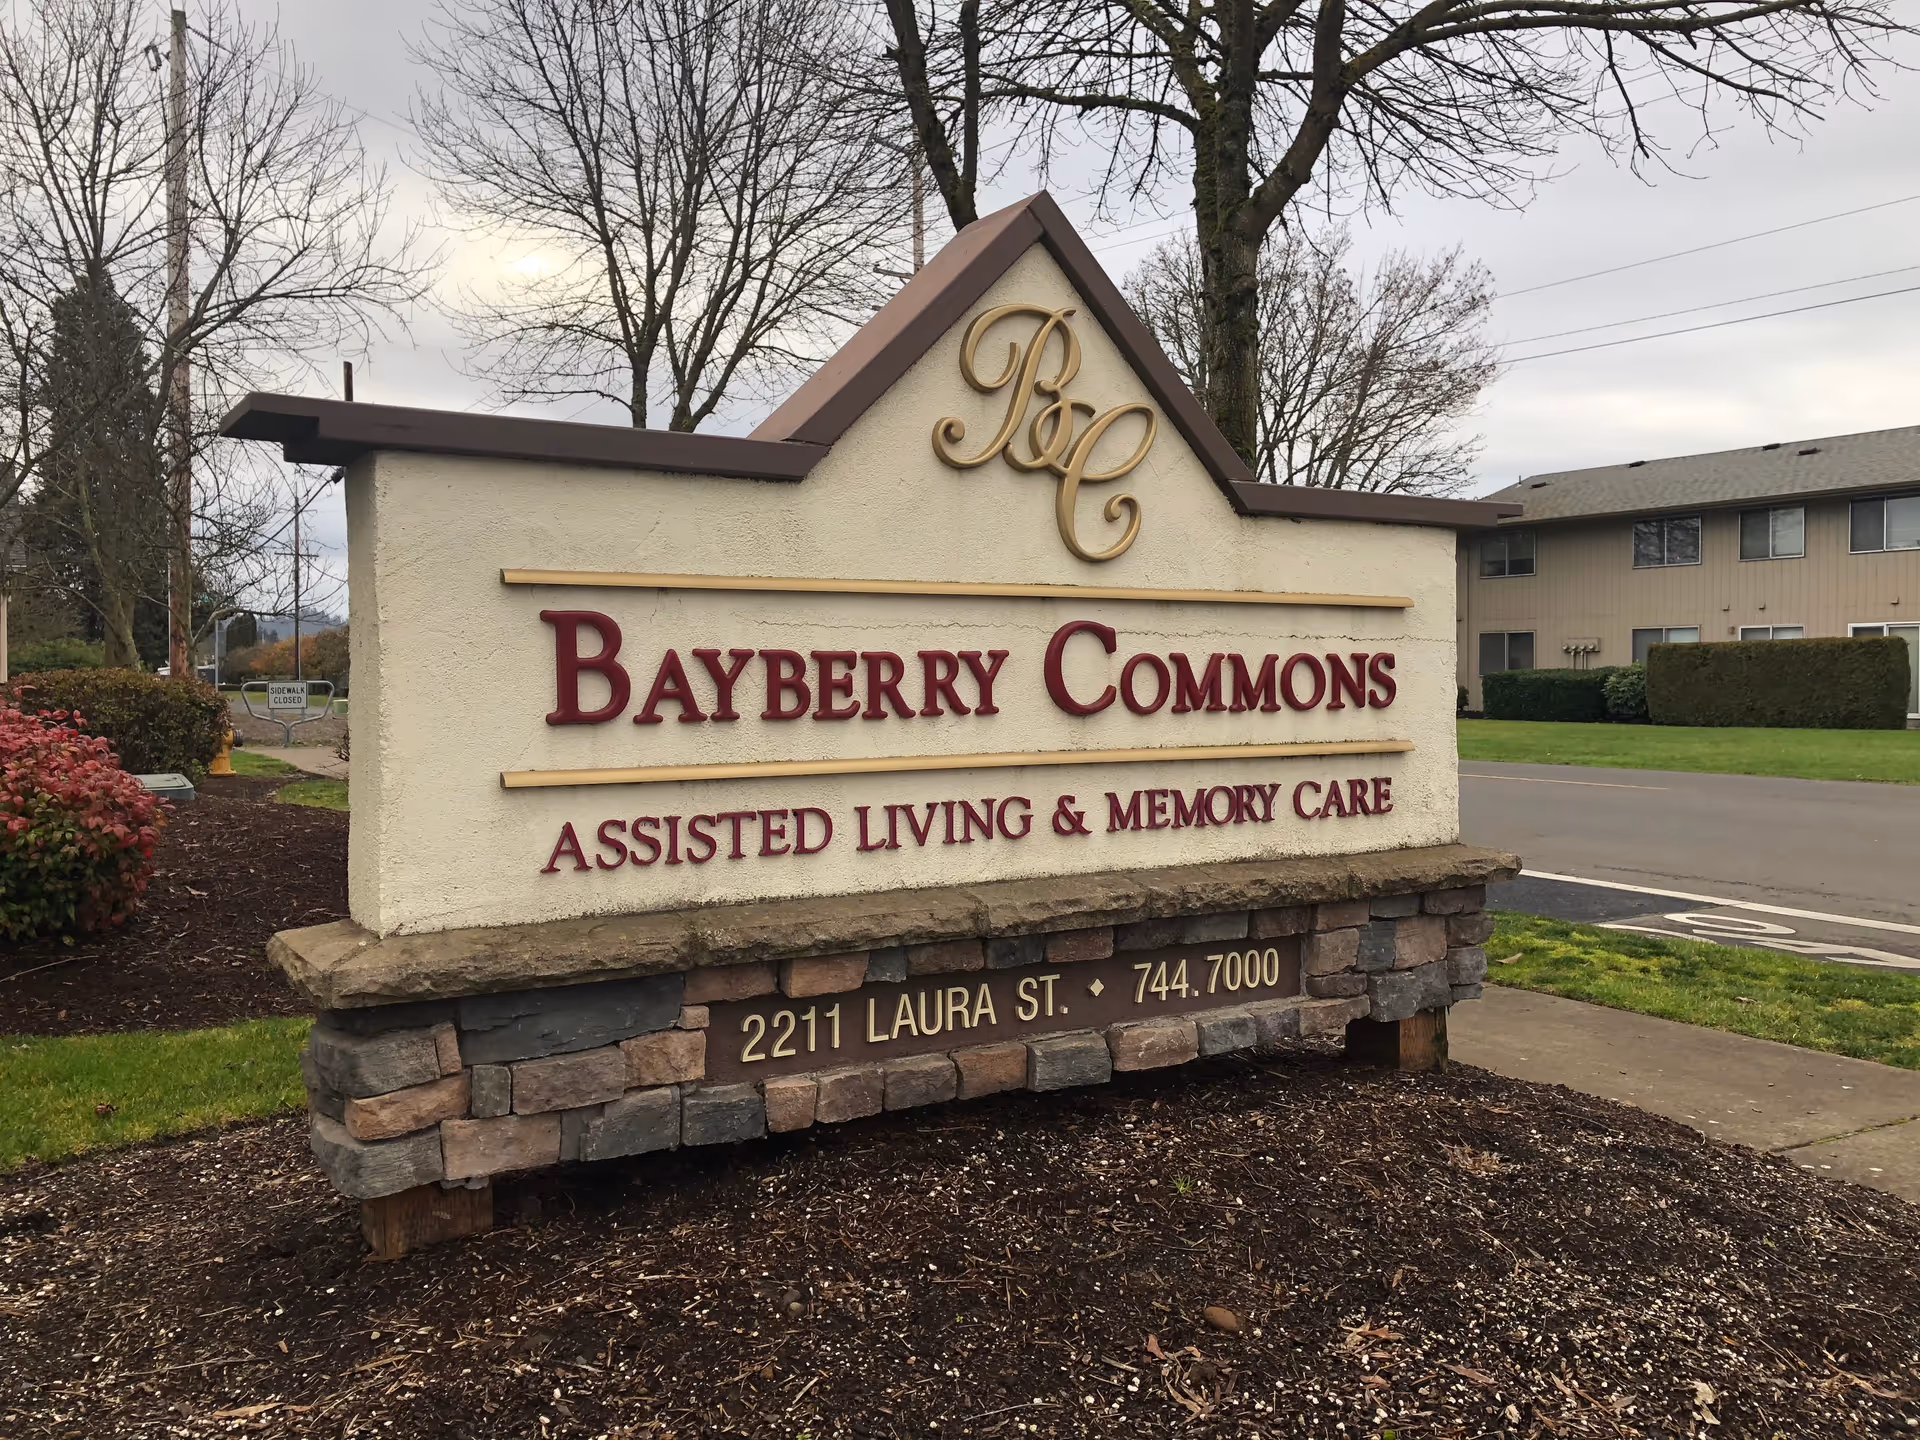 BC
BAYBERRY COMMONS
ASSISTED LIVING & MEMORY CARE
2211 LAURA ST. ⬥ 744.7000
SIDEWALK
CLOSED